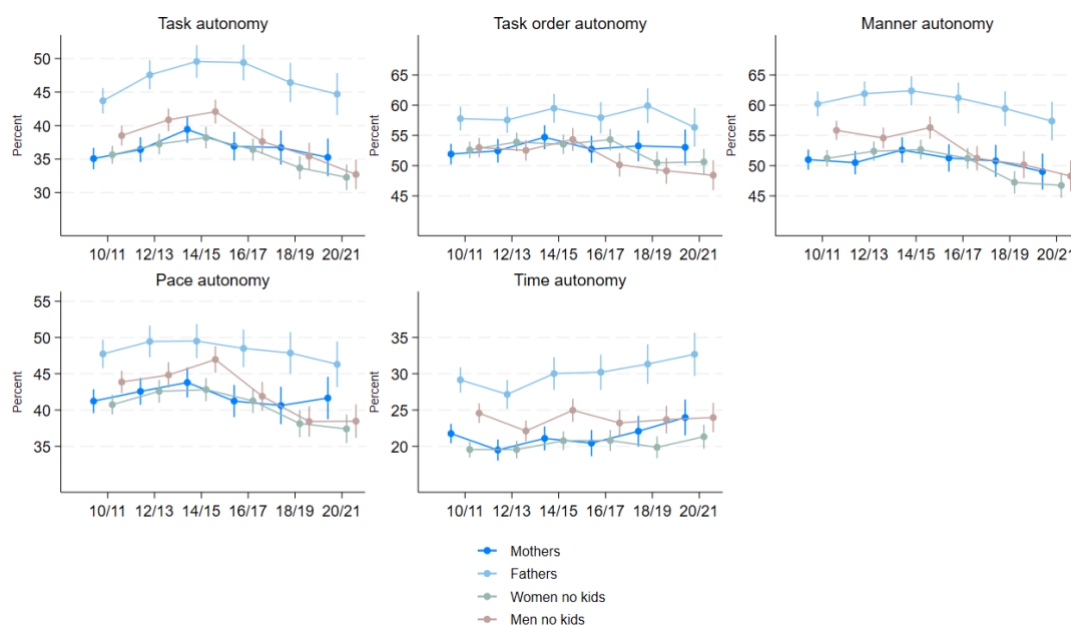 Task autonomy
Task order autonomy
Manner autonomy
Percent
50
45
40
35
30
10/11 12/13 14/15 16/17 18/19 20/21
Percent
65
60
55
50
45
10/11 12/13 14/15 16/17 18/19 20/21
Percent
65
60
55
50
45
10/11 12/13 14/15 16/17 18/19 20/21
Pace autonomy
Time autonomy
Percent
55
50
45
40
35
10/11 12/13 14/15 16/17 18/19 20/21
Percent
35
30
25
20
10/11 12/13 14/15 16/17 18/19 20/21
Mothers
Fathers
Women no kids
Men no kids